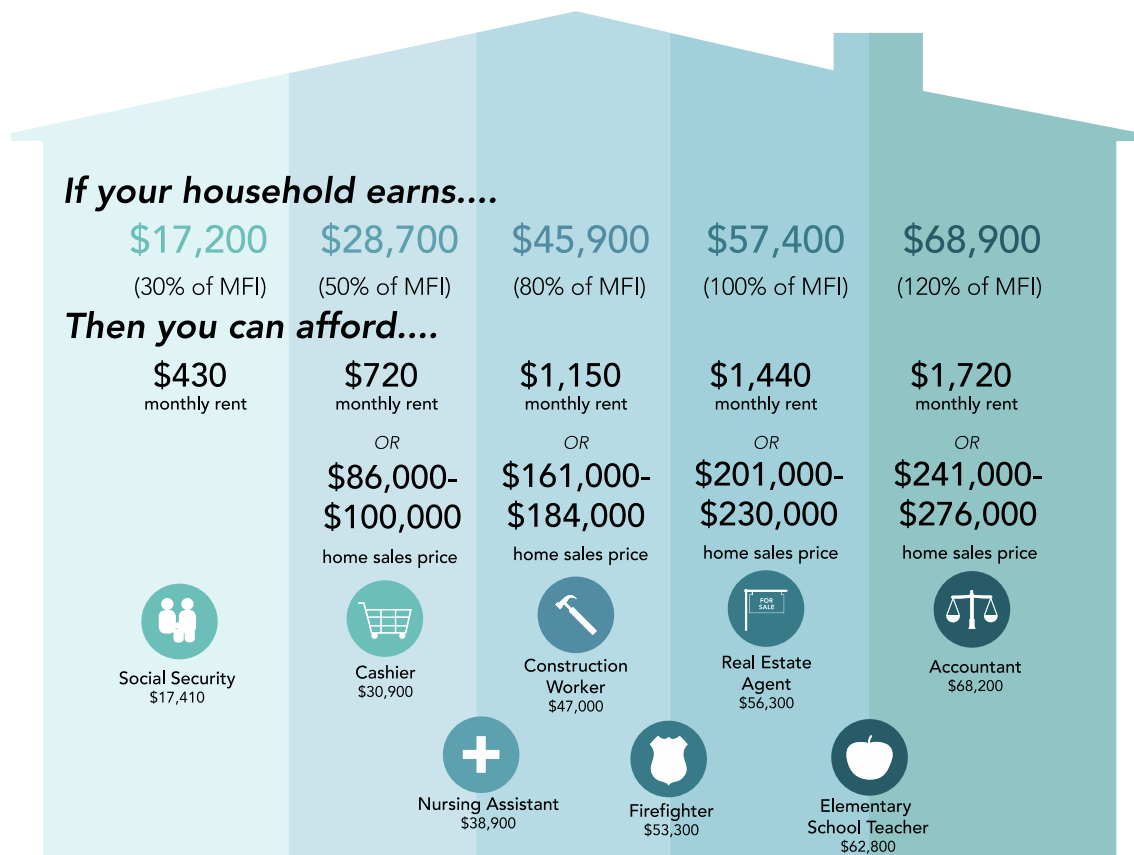 If your household earns....
$17,200 $28,700 $45,900 $57,400 $68,900
(30% of MFI) (50% of MFI) (80% of MFI) (100% of MFI) (120% of MFI)
Then you can afford....
$430 $720 $1,150 $1,440 $1,720
monthly rent monthly rent monthly rent monthly rent monthly rent
OR OR OR OR
$86,000- $161,000- $201,000- $241,000-
$100,000 $184,000 $230,000 $276,000
home sales price home sales price home sales price home sales price
FOR
SALE
Social Security
$17,410
Cashier
$30,900
Construction
Worker
$47,000
Real Estate
Agent
$56,300
Accountant
$68,200
Nursing Assistant
$38,900
Firefighter
$53,300
Elementary
School Teacher
$62,800